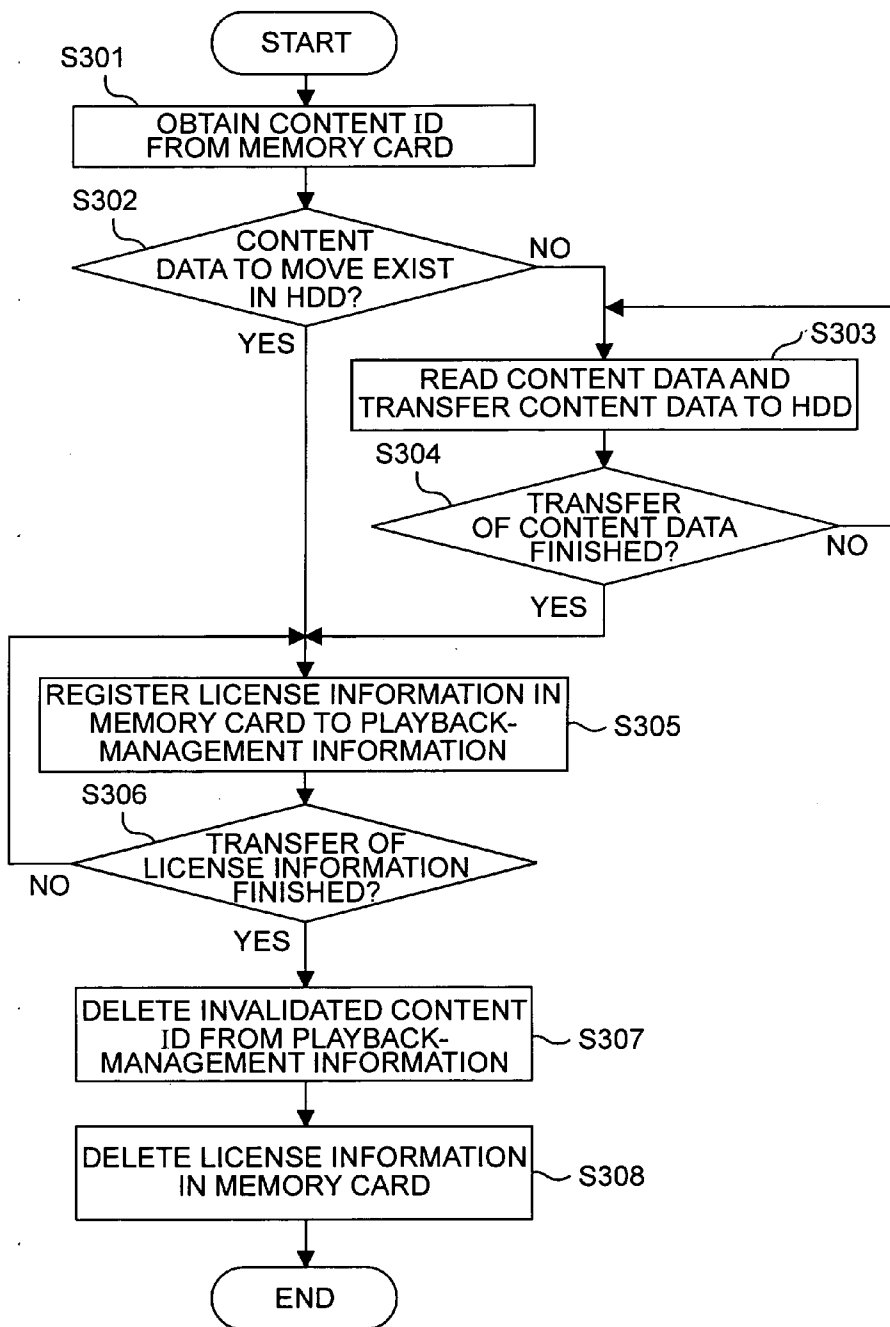 START
S301
OBTAIN CONTENT ID
FROM MEMORY CARD
S302
CONTENT
DATA TO MOVE EXIST
IN HDD?
NO
YES
S303
READ CONTENT DATA AND
TRANSFER CONTENT DATA TO HDD
S304
TRANSFER
OF CONTENT DATA
FINISHED?
NO
YES
REGISTER LICENSE INFORMATION IN
MEMORY CARD TO PLAYBACK-
MANAGEMENT INFORMATION
S305
S306
TRANSFER OF
LICENSE INFORMATION
FINISHED?
NO
YES
DELETE INVALIDATED CONTENT
ID FROM PLAYBACK-
MANAGEMENT INFORMATION
S307
DELETE LICENSE INFORMATION
IN MEMORY CARD
S308
END